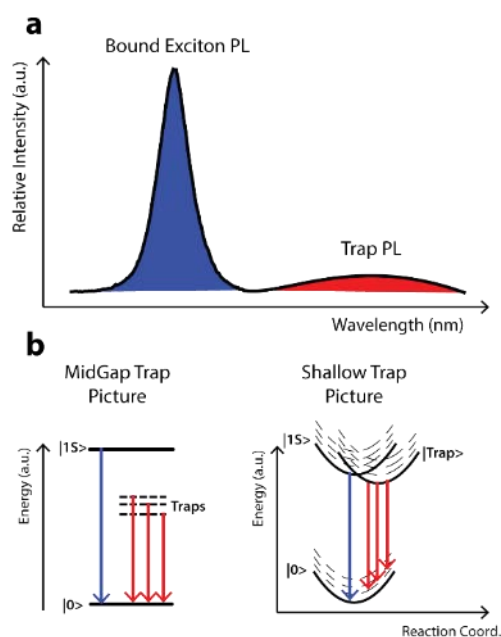 a
Bound Exciton PL
Relative Intensity (a.u.)
Trap PL
Wavelength (nm)
b
MidGap Trap
Picture
Shallow Trap
Picture
|1S>
Energy (a.u.)
Traps
|0>
|1S>
|Trap>
Energy (a.u.)
|0>
Reaction Coord.